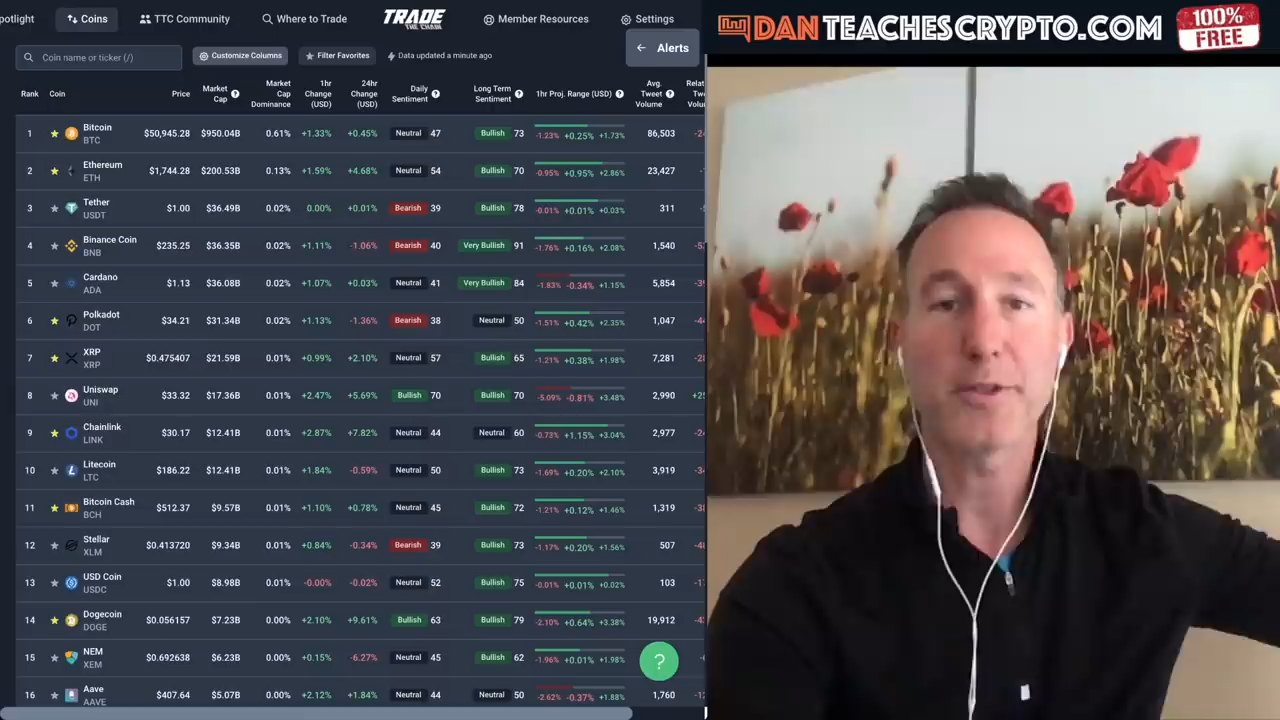 potlight
Coins
TTC Community
Where to Trade
TRADE
THE CHAIN
Member Resources
Settings
DANTEACHESCRYPTO.COM
100%
FREE
Coin name or ticker (/)
Customize Columns
Filter Favorites
Data updated a minute ago
Alerts
Rank Coin Price Market Cap Market Cap Dominance 1hr Change (USD) 24hr Change (USD) Daily Sentiment Long Term Sentiment 1hr Proj. Range (USD) Avg. Tweet Volume
1 Bitcoin BTC $50,945.28 $950.04B 0.61% +1.33% +0.45% Neutral 47 Bullish 73 -1.23% +0.25% +1.73% 86,503
2 Ethereum ETH $1,744.28 $200.53B 0.13% +1.59% +4.68% Neutral 54 Bullish 70 -0.95% +0.95% +2.86% 23,427
3 Tether USDT $1.00 $36.49B 0.02% 0.00% +0.01% Bearish 39 Bullish 78 -0.01% +0.01% +0.03% 311
4 Binance Coin BNB $235.25 $36.35B 0.02% +1.11% -1.06% Bearish 40 Very Bullish 91 -1.76% +0.16% +2.08% 1,540
5 Cardano ADA $1.13 $36.08B 0.02% +1.07% +0.03% Neutral 41 Very Bullish 84 -1.83% -0.34% +1.15% 5,854
6 Polkadot DOT $34.21 $31.34B 0.02% +1.13% -1.36% Bearish 38 Neutral 50 -1.51% +0.42% +2.35% 1,047
7 XRP XRP $0.475407 $21.59B 0.01% +0.99% +2.10% Neutral 57 Bullish 65 -1.21% +0.38% +1.98% 7,281
8 Uniswap UNI $33.32 $17.36B 0.01% +2.47% +5.69% Bullish 70 Bullish 70 -5.09% -0.81% +3.48% 2,990
9 Chainlink LINK $30.17 $12.41B 0.01% +2.87% +7.82% Neutral 44 Neutral 60 -0.73% +1.15% +3.04% 2,977
10 Litecoin LTC $186.22 $12.41B 0.01% +1.84% -0.59% Neutral 50 Bullish 73 -1.69% +0.20% +2.10% 3,919
11 Bitcoin Cash BCH $512.37 $9.57B 0.01% +1.10% +0.78% Neutral 45 Bullish 72 -1.21% +0.12% +1.46% 1,319
12 Stellar XLM $0.413720 $9.34B 0.01% +0.84% -0.34% Bearish 39 Bullish 73 -1.17% +0.20% +1.56% 507
13 USD Coin USDC $1.00 $8.98B 0.01% -0.00% -0.02% Neutral 52 Bullish 75 -0.01% +0.01% +0.02% 103
14 Dogecoin DOGE $0.056157 $7.23B 0.00% +2.10% +9.61% Bullish 63 Bullish 79 -2.10% +0.64% +3.38% 19,912
15 NEM XEM $0.692638 $6.23B 0.00% +0.15% -6.27% Neutral 45 Bullish 62 -1.96% +0.01% +1.98%
16 Aave AAVE $407.64 $5.07B 0.00% +2.12% +1.84% Neutral 44 Neutral 50 -2.62% -0.37% +1.88% 1,760
?